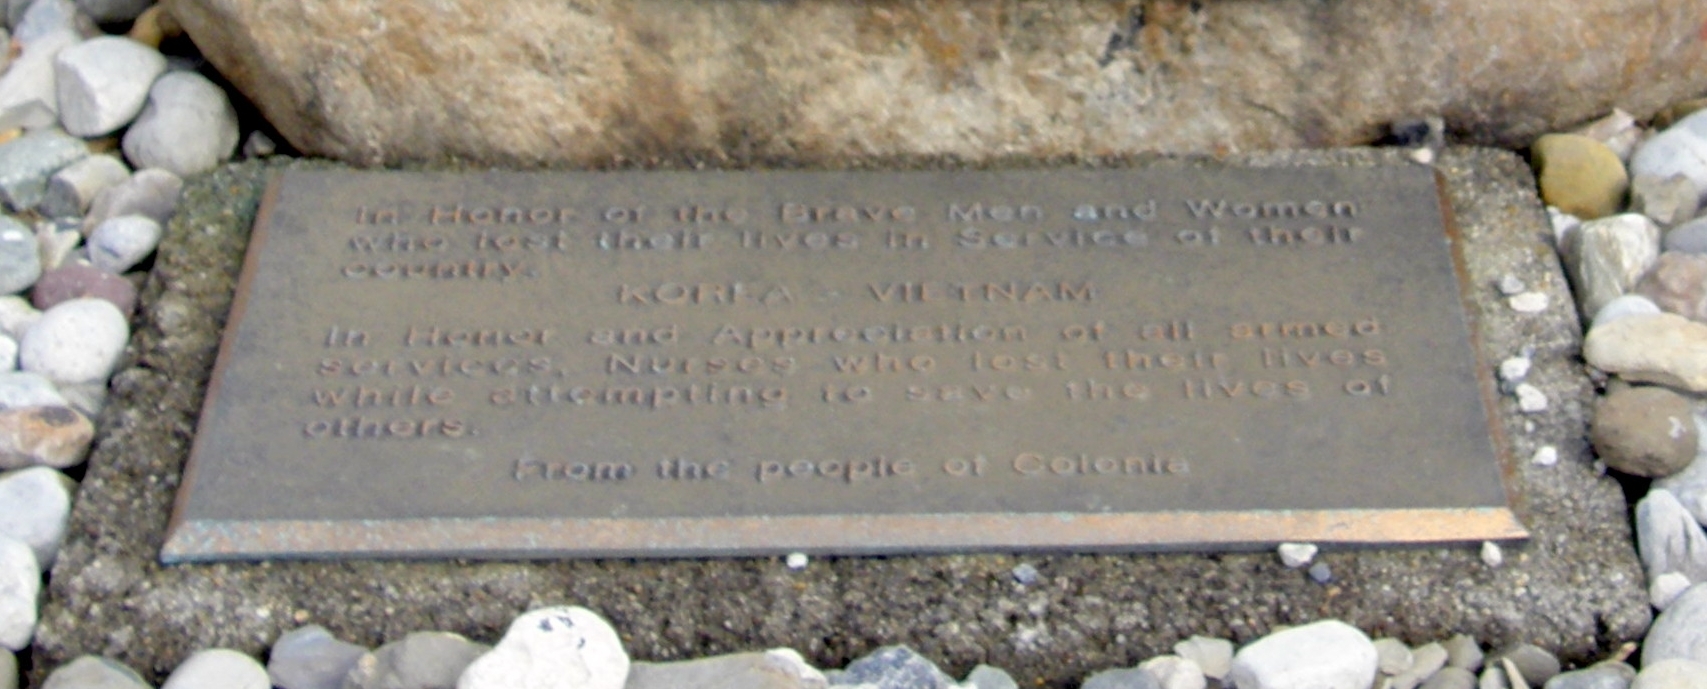 In Honor of the Brave Men and Women
who lost their lives in Service of their
country.
KOREA - VIETNAM
In Honor and Appreciation of all armed
services, Nurses who lost their lives
while attempting to save the lives of
others.
From the people of Colonia